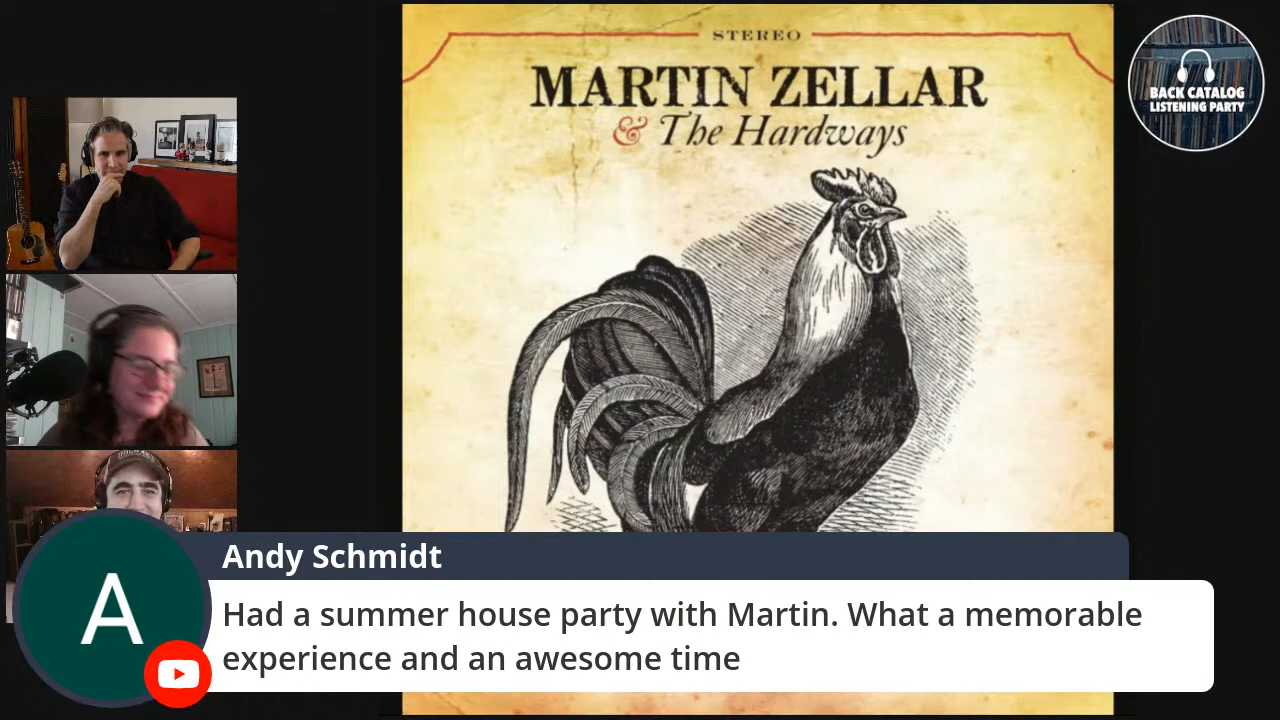 STEREO
MARTIN ZELLAR
& The Hardways
BACK CATALOG
LISTENING PARTY
Andy Schmidt
A
Had a summer house party with Martin. What a memorable
experience and an awesome time